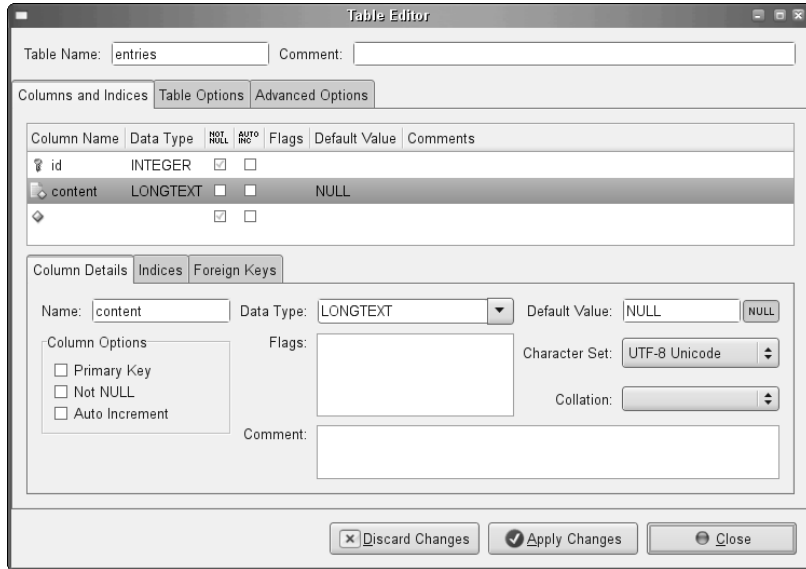 Table Editor
Table Name: entries Comment:
Columns and Indices Table Options Advanced Options
Column Name Data Type NOT NULL AUTO INC Flags Default Value Comments
id INTEGER
content LONGTEXT NULL
Column Details Indices Foreign Keys
Name: content Data Type: LONGTEXT Default Value: NULL NULL
Column Options Flags: Character Set: UTF-8 Unicode
Primary Key
Not NULL
Auto Increment Collation:
Comment:
Discard Changes Apply Changes Close